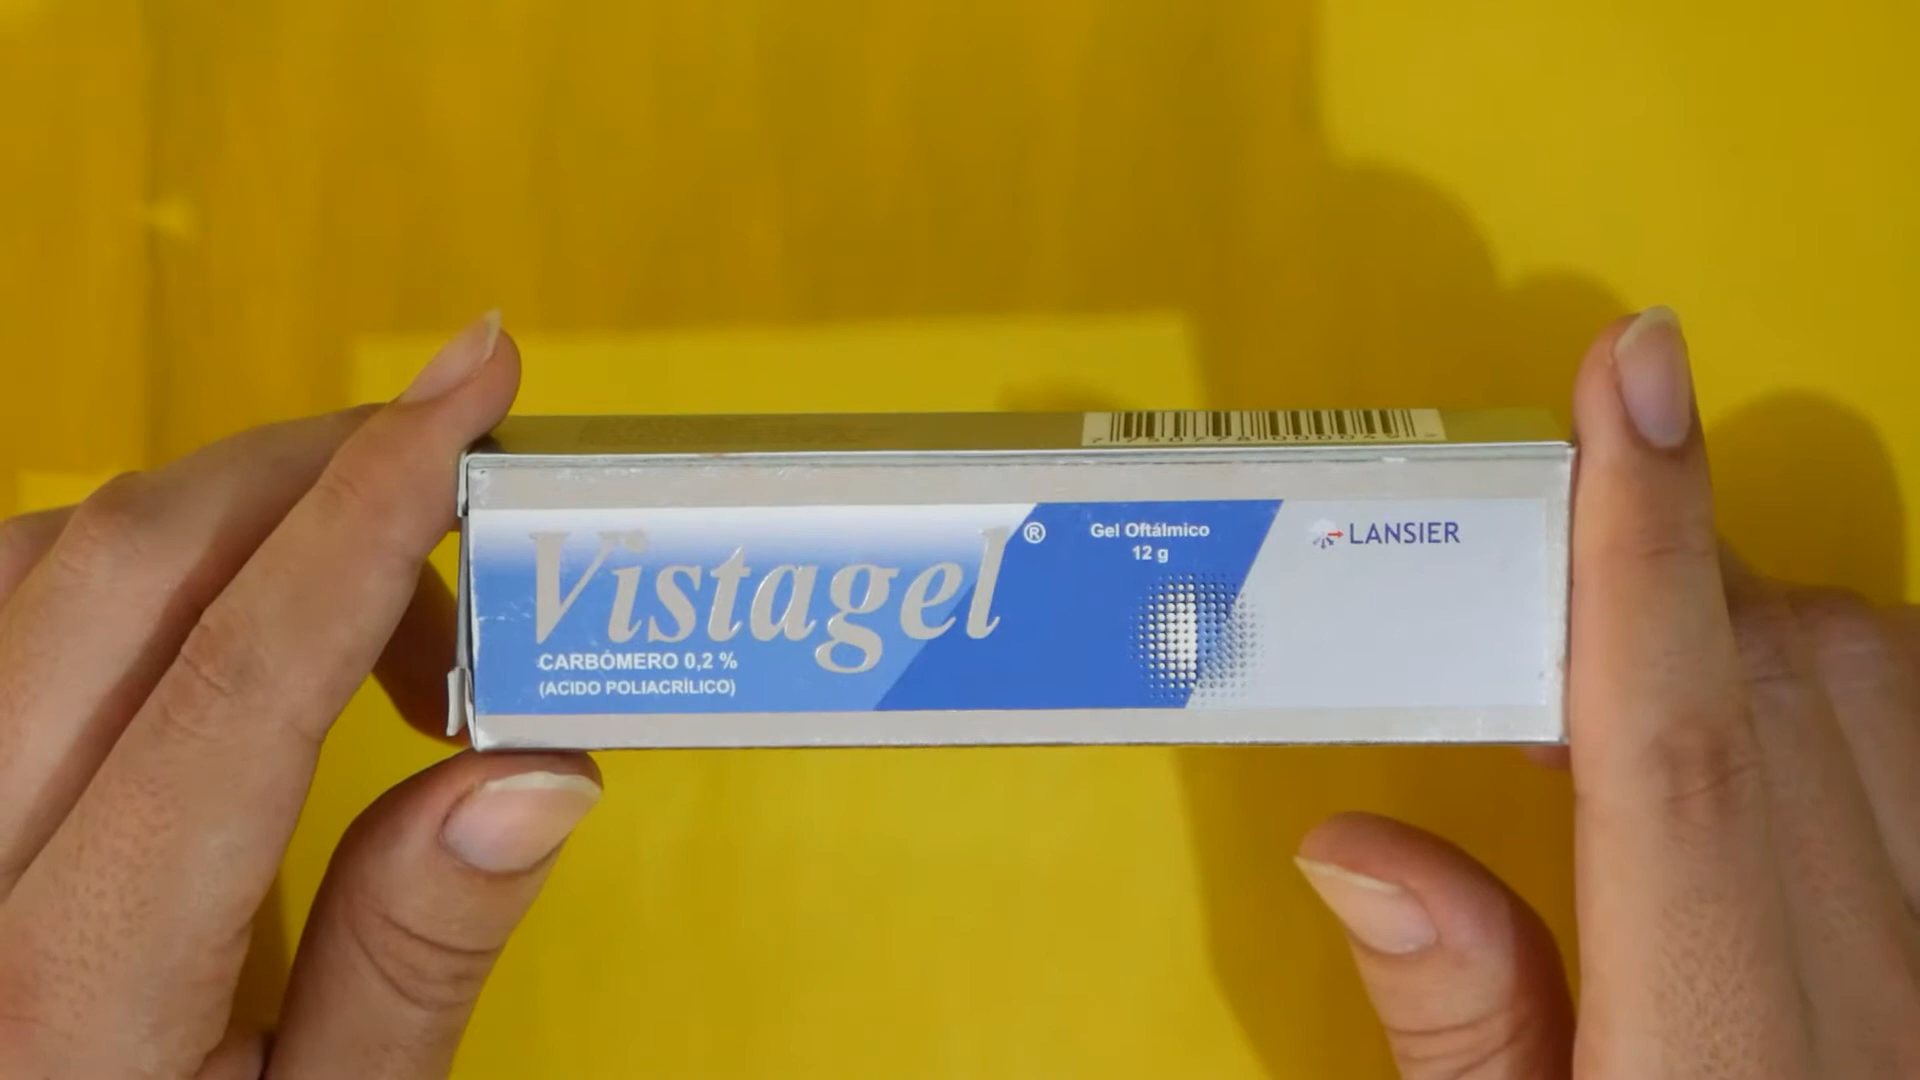 Vistagel®
CARBÓMERO 0,2 %
(ACIDO POLIACRÍLICO)
Gel Oftálmico
12 g
LANSIER